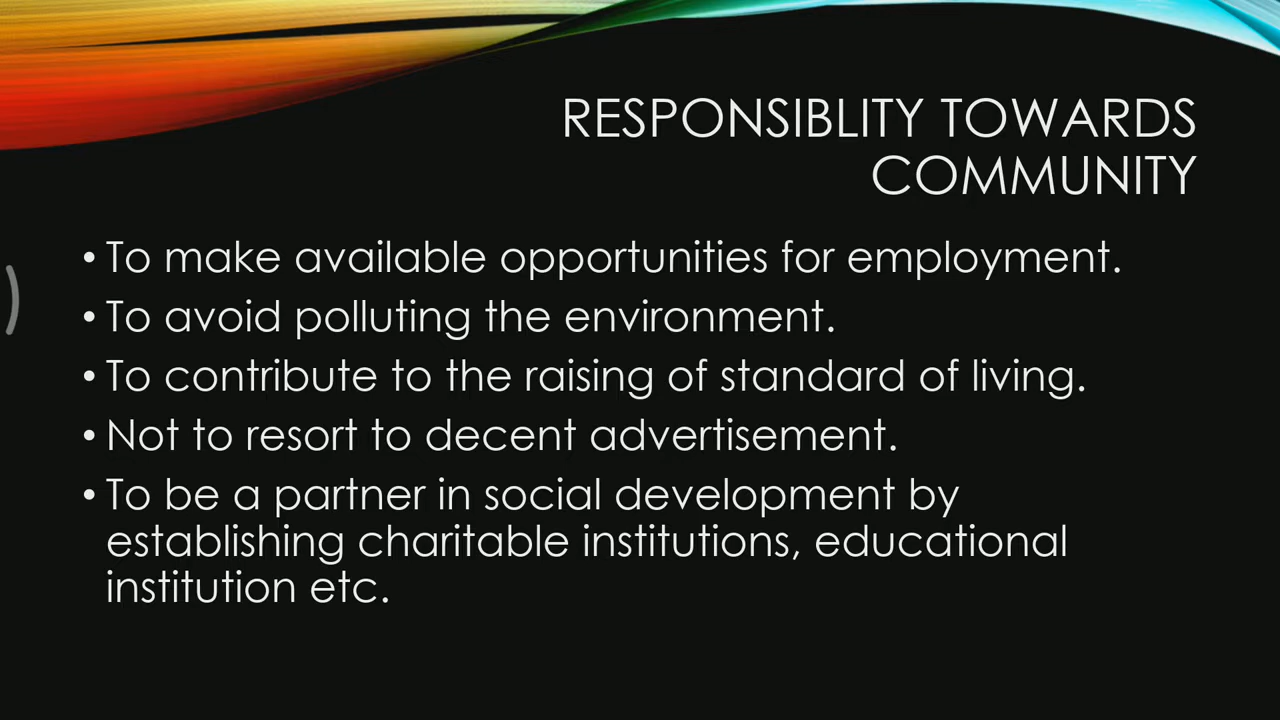 RESPONSIBLITY TOWARDS
COMMUNITY
• To make available opportunities for employment.
• To avoid polluting the environment.
• To contribute to the raising of standard of living.
• Not to resort to decent advertisement.
• To be a partner in social development by
establishing charitable institutions, educational
institution etc.